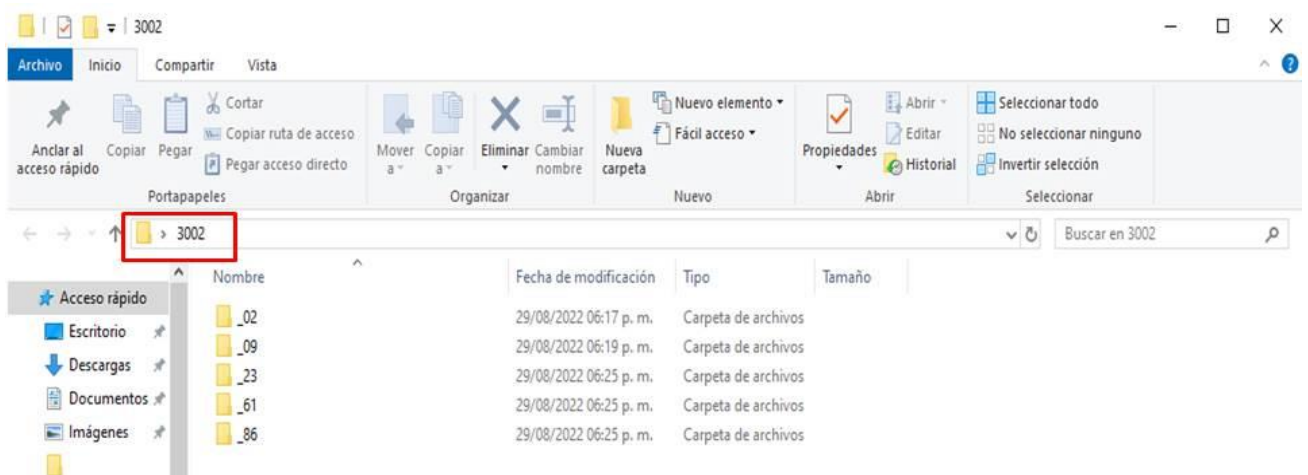 3002
Archivo Inicio Compartir Vista
Anclar al acceso rápido
Copiar
Pegar
Cortar
Copiar ruta de acceso
Pegar acceso directo
Portapapeles
Mover a
Copiar a
Eliminar
Cambiar nombre
Organizar
Nueva carpeta
Nuevo elemento
Fácil acceso
Nuevo
Propiedades
Abrir
Editar
Historial
Abrir
Seleccionar todo
No seleccionar ninguno
Invertir selección
Seleccionar
3002
Buscar en 3002
Nombre Fecha de modificación Tipo Tamaño
Acceso rápido
Escritorio
Descargas
Documentos
Imágenes
_02 29/08/2022 06:17 p. m. Carpeta de archivos
_09 29/08/2022 06:19 p. m. Carpeta de archivos
_23 29/08/2022 06:25 p. m. Carpeta de archivos
_61 29/08/2022 06:25 p. m. Carpeta de archivos
_86 29/08/2022 06:25 p. m. Carpeta de archivos